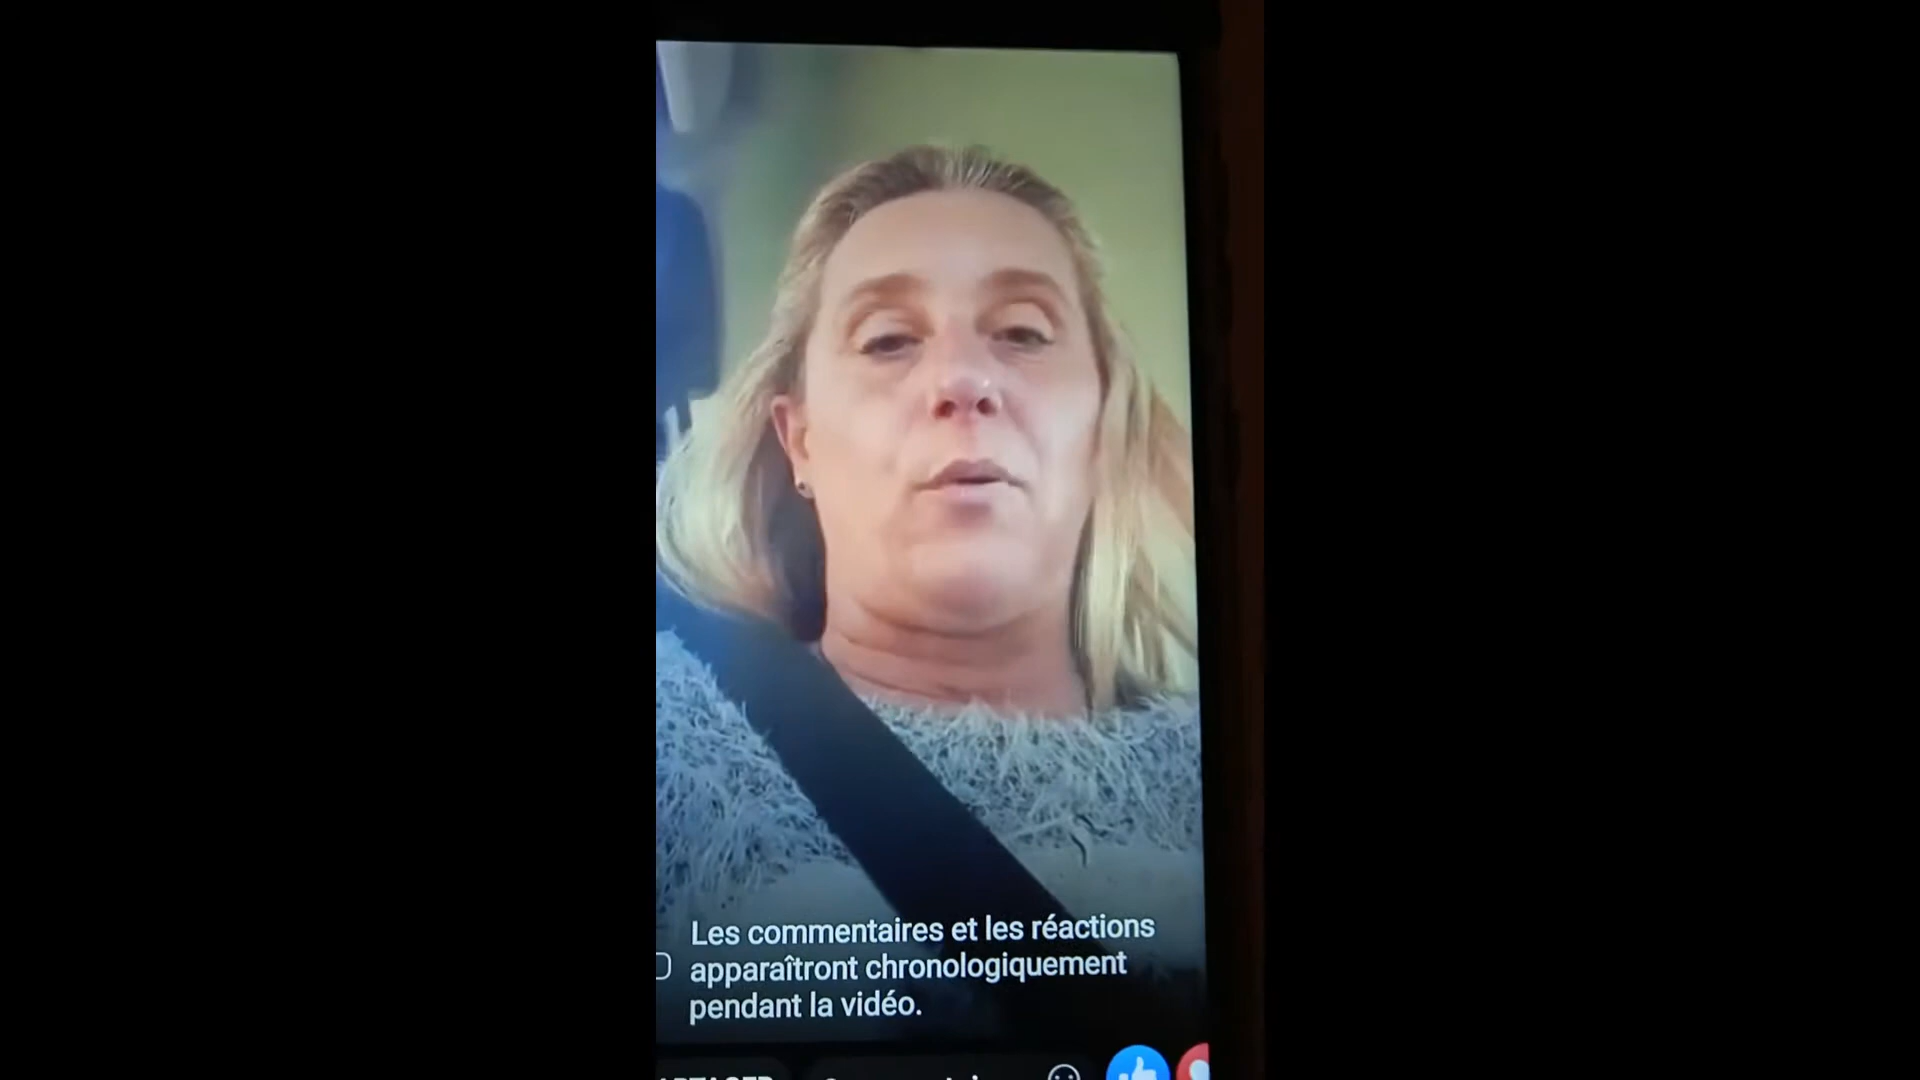 Les commentaires et les réactions
apparaîtront chronologiquement
pendant la vidéo.